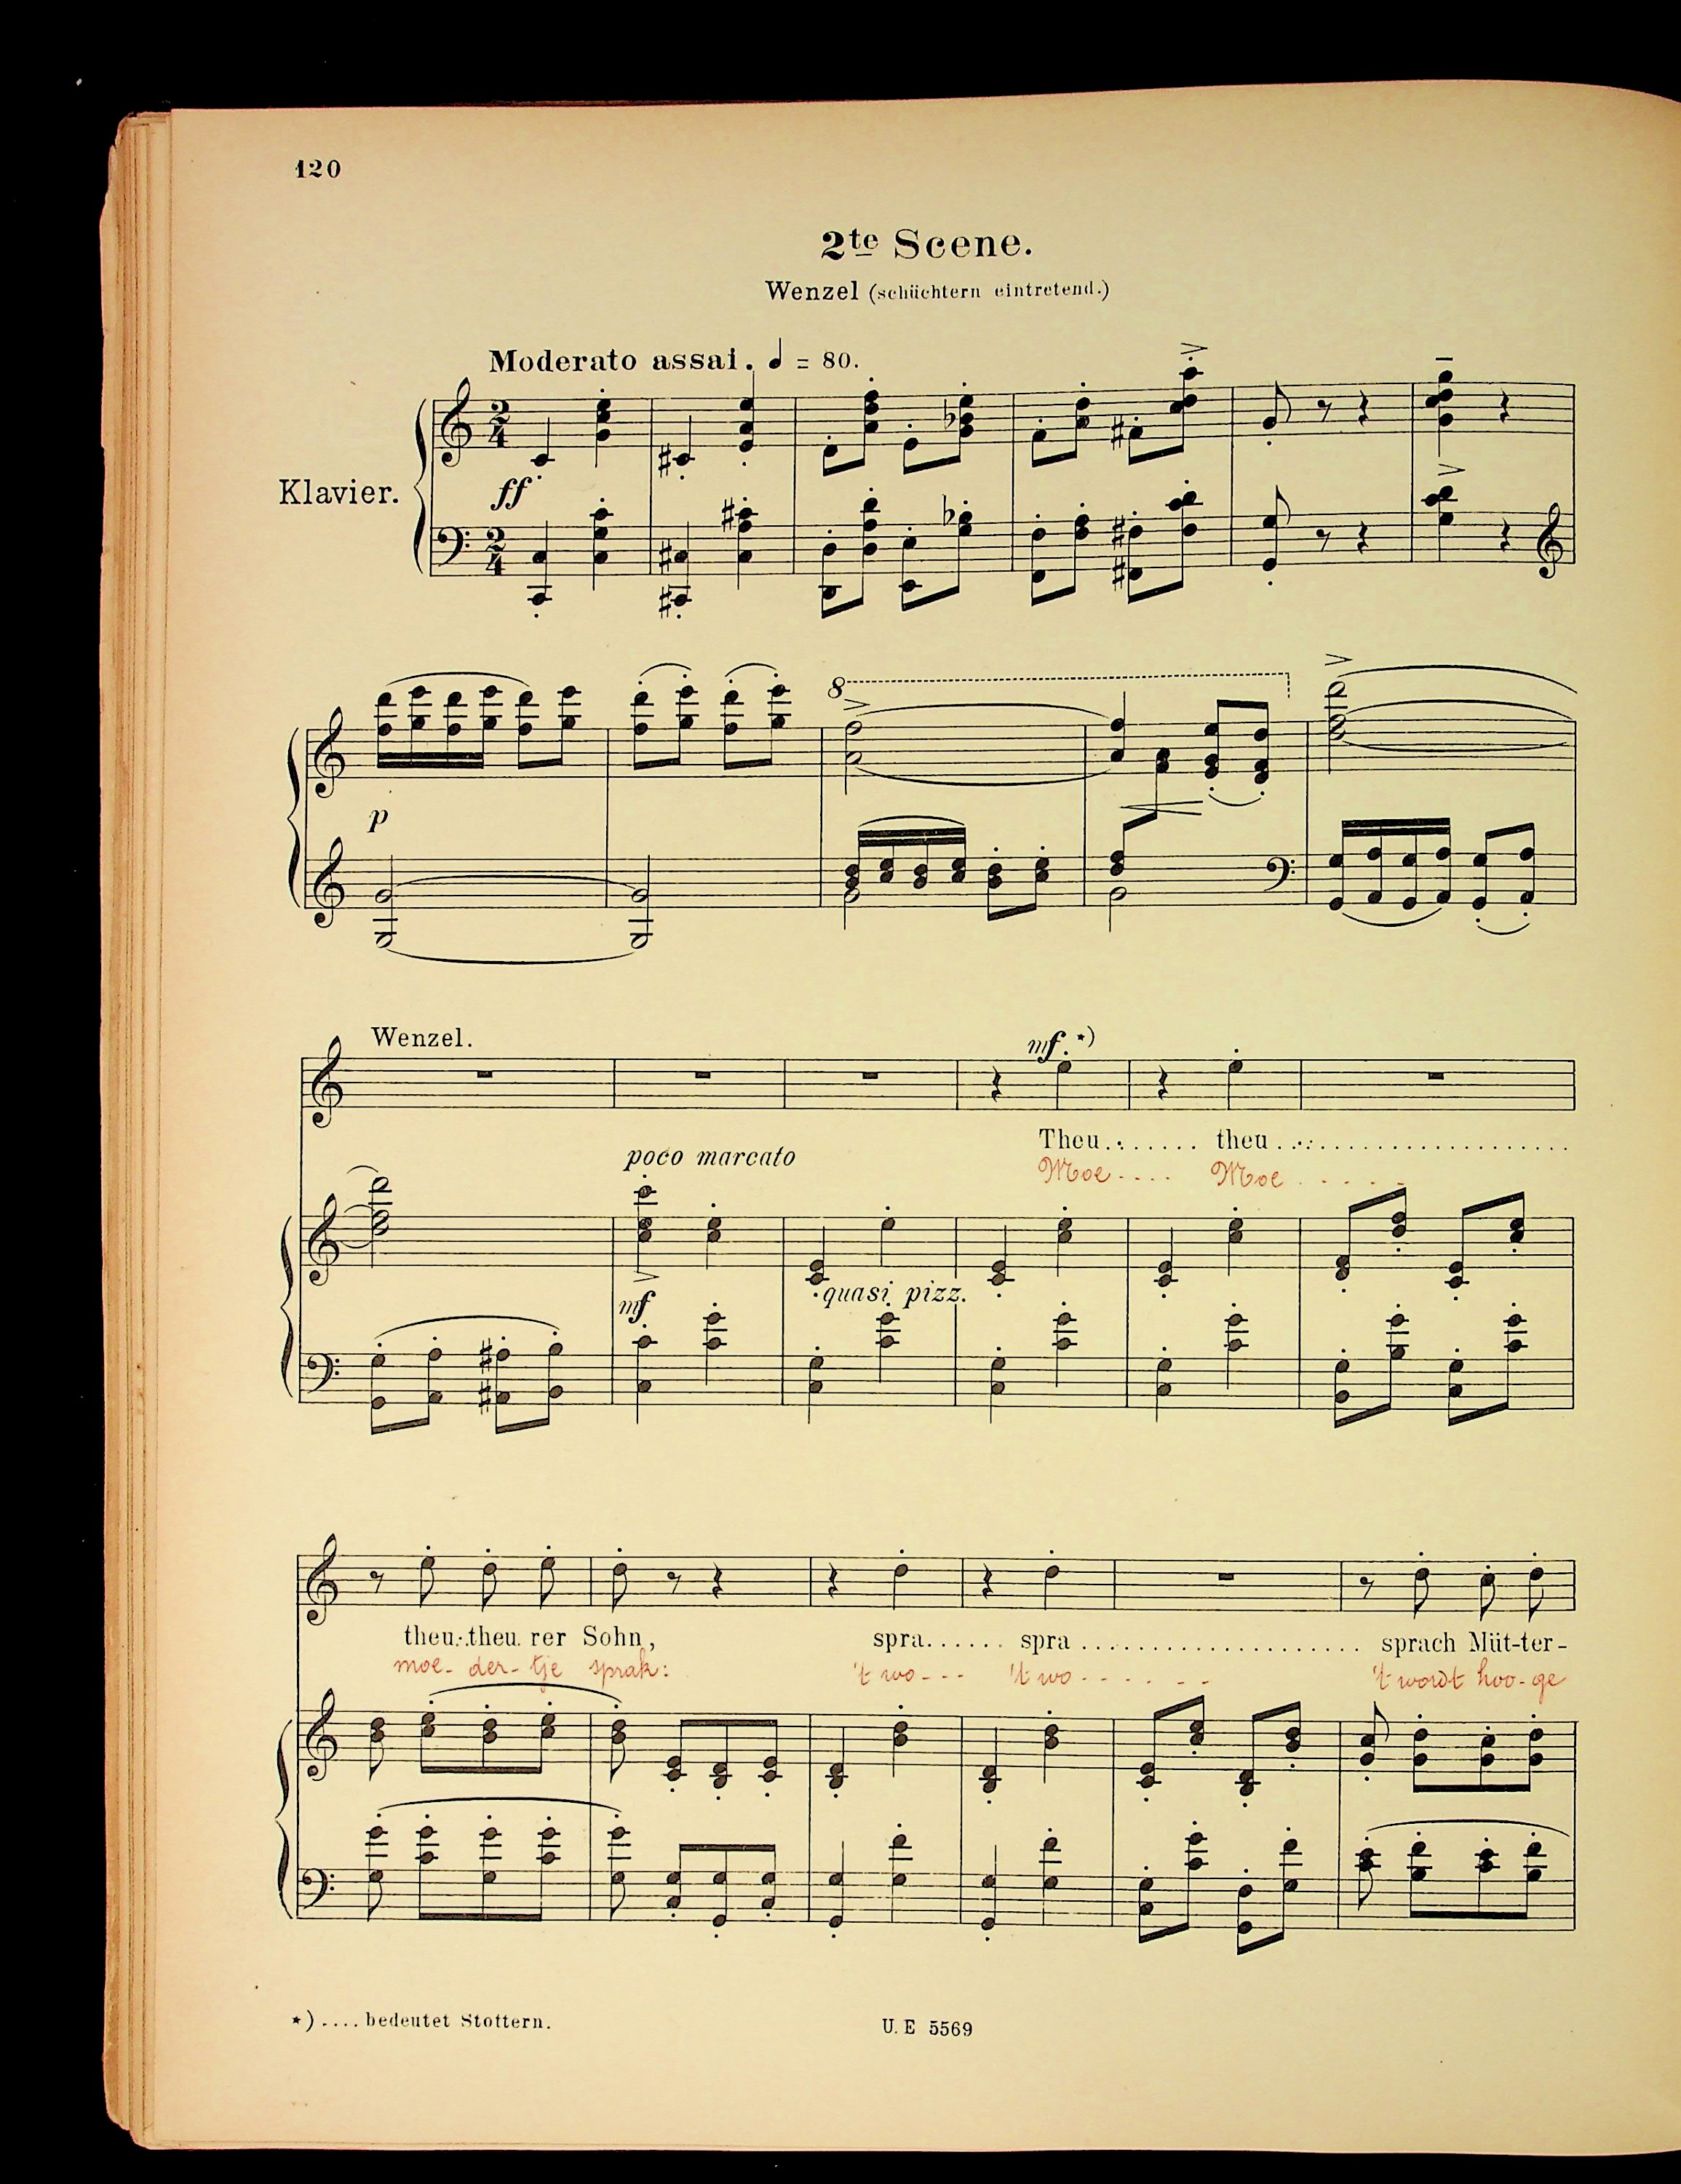 120
2te Scene.
Wenzel (schüchtern eintretend.)
Moderato assai. ♩ = 80.
Klavier.
ff
8
p
Wenzel.
mf. *)
Theu........ theu........................
Moe.... Moe......
poco marcato
mf
quasi pizz.
theu...theu. rer Sohn, spra...... spra .................... sprach Müt-ter-
moe- der- tje sprak: 't wo--- 't wo- - - - - - 't wordt hoo-ge
*).... bedeutet Stottern.
U. E 5569